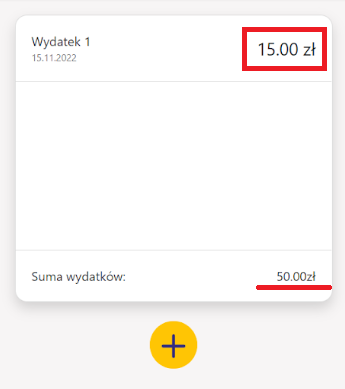 Wydatek 1
15.00 zł
15.11.2022
Suma wydatków:
50.00zł